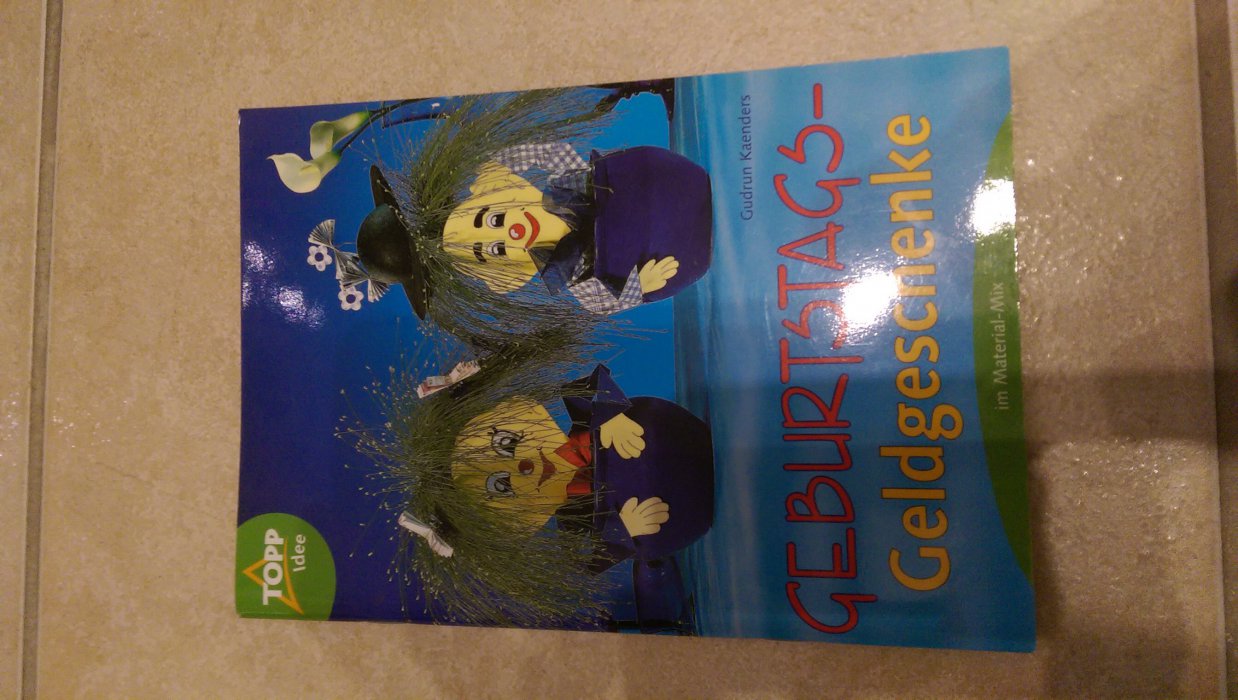 TOPP
Idee
Gudrun Kaenders
GEBURTSTAGS-
Geldgeschenke
im Material-Mix